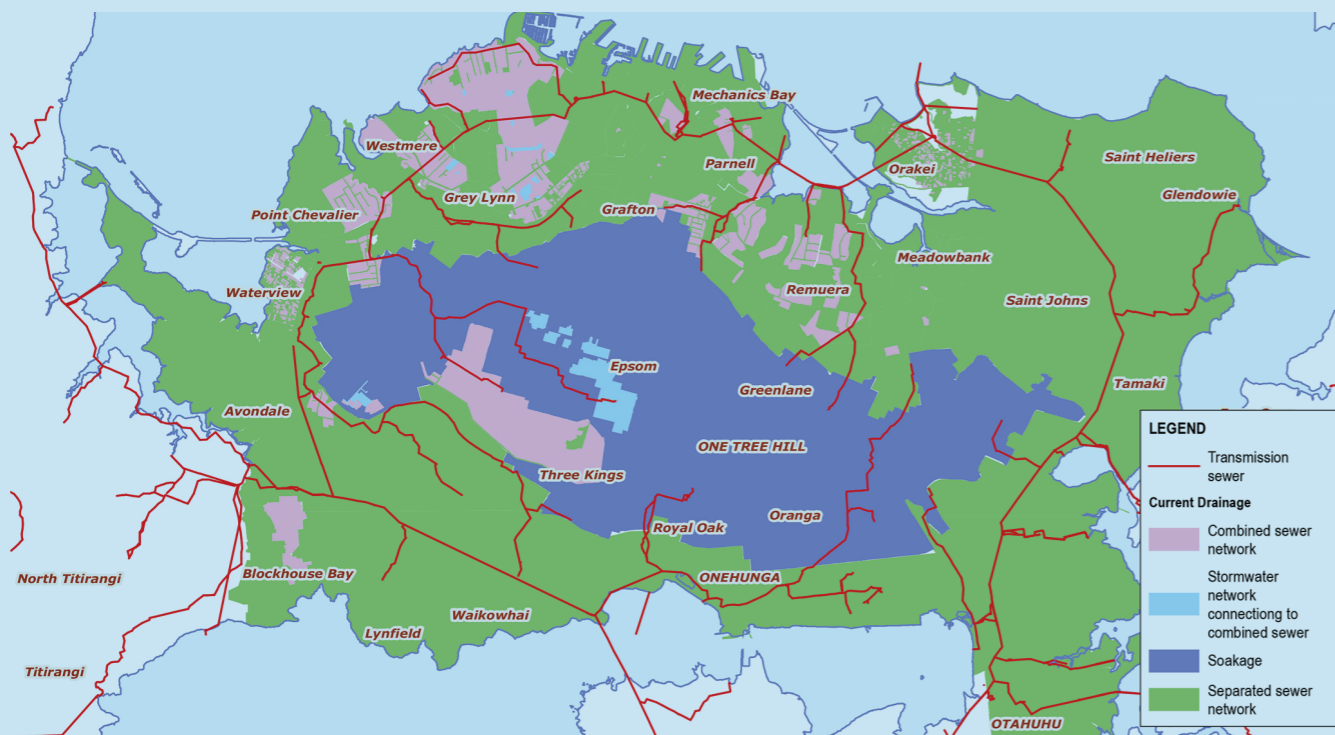 Mechanics Bay
Westmere
Parnell
Orakei
Saint Heliers
Grey Lynn
Glendowie
Point Chevalier
Grafton
Meadowbank
Waterview
Remuera
Saint Johns
Epsom
Greenlane
Tamaki
Avondale
ONE TREE HILL
Three Kings
Oranga
Royal Oak
North Titirangi
Blockhouse Bay
ONEHUNGA
Waikowhai
Lynfield
Titirangi
OTAHUHU
LEGEND
Transmission
sewer
Current Drainage
Combined sewer
network
Stormwater
network
connectiong to
combined sewer
Soakage
Separated sewer
network